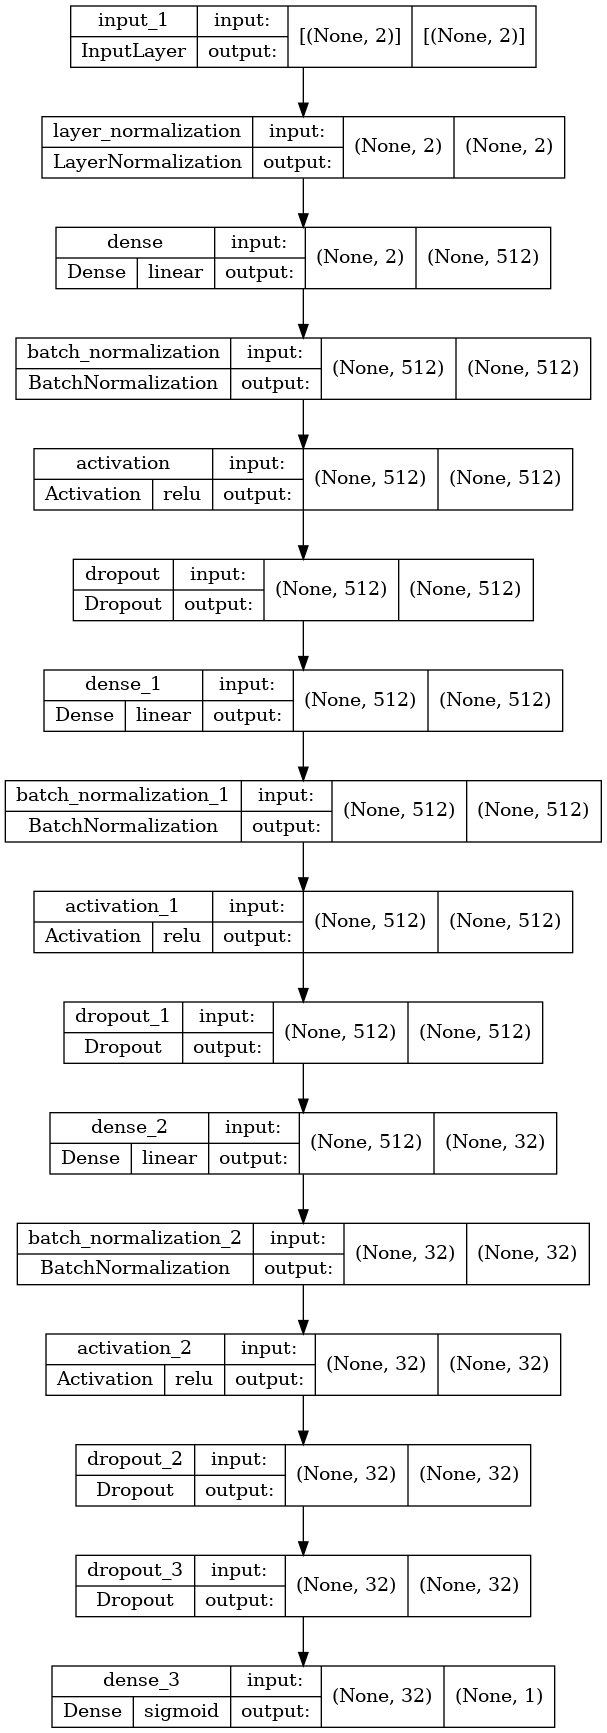 input_1 input: [(None, 2)] [(None, 2)]
InputLayer output:
layer_normalization input: (None, 2) (None, 2)
LayerNormalization output:
dense input: (None, 2) (None, 512)
Dense linear output:
batch_normalization input: (None, 512) (None, 512)
BatchNormalization output:
activation input: (None, 512) (None, 512)
Activation relu output:
dropout input: (None, 512) (None, 512)
Dropout output:
dense_1 input: (None, 512) (None, 512)
Dense linear output:
batch_normalization_1 input: (None, 512) (None, 512)
BatchNormalization output:
activation_1 input: (None, 512) (None, 512)
Activation relu output:
dropout_1 input: (None, 512) (None, 512)
Dropout output:
dense_2 input: (None, 512) (None, 32)
Dense linear output:
batch_normalization_2 input: (None, 32) (None, 32)
BatchNormalization output:
activation_2 input: (None, 32) (None, 32)
Activation relu output:
dropout_2 input: (None, 32) (None, 32)
Dropout output:
dropout_3 input: (None, 32) (None, 32)
Dropout output:
dense_3 input: (None, 32) (None, 1)
Dense sigmoid output: